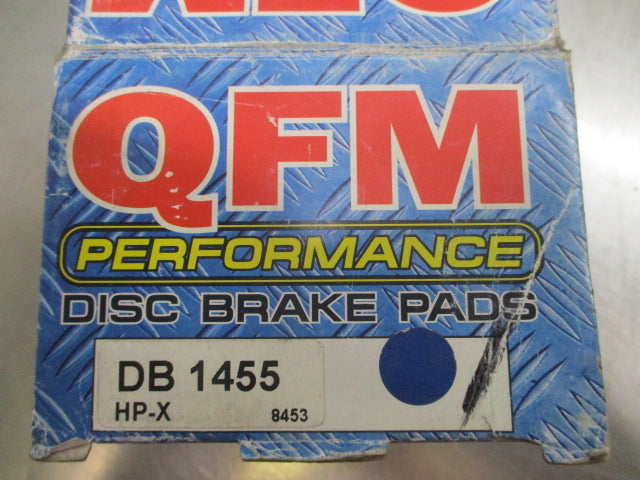 QFM
PERFORMANCE
DISC BRAKE PADS
DB 1455
HP-X 8453